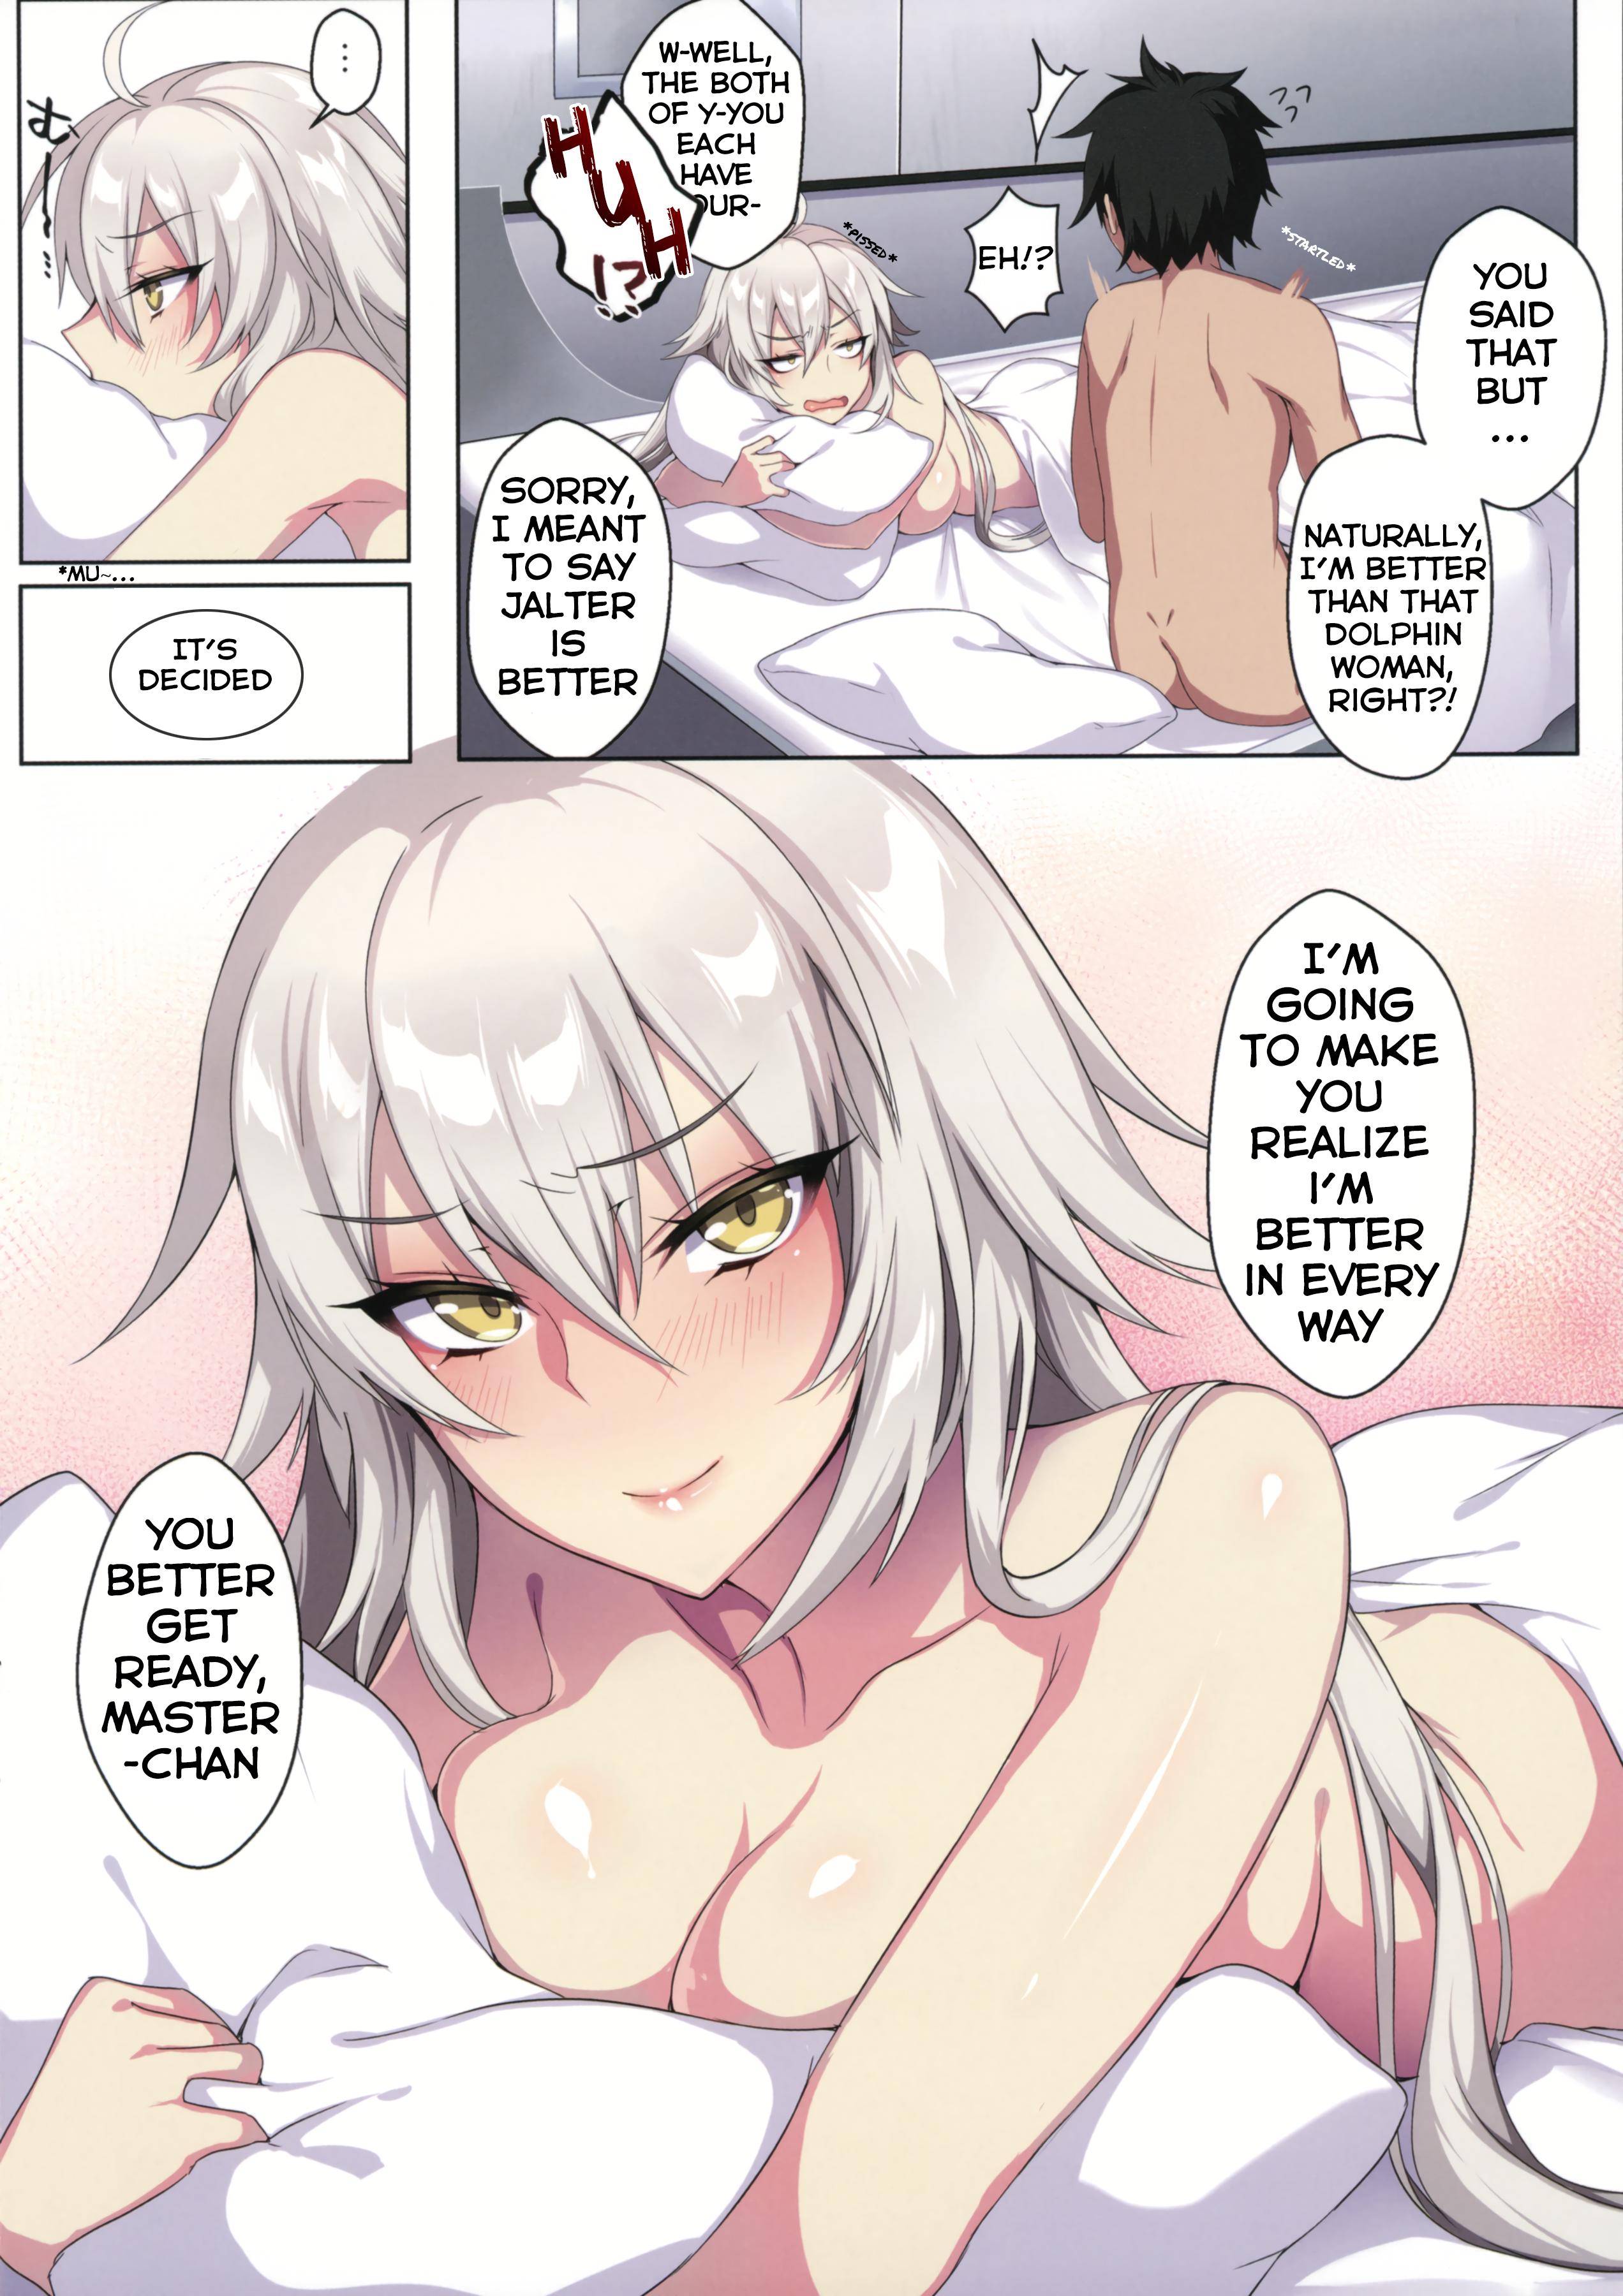 YOU
SAID
THAT
BUT
...
NATURALLY,
I'M BETTER
THAN THAT
DOLPHIN
WOMAN,
RIGHT?!
*STARTLED*
EH!?
W-WELL,
THE BOTH
OF Y-YOU
EACH
HAVE
OUR-
*PISSED*
HUH
!?
SORRY,
I MEANT
TO SAY
JALTER
IS
BETTER
...
むー...
*MU~...
IT'S
DECIDED
I'M
GOING
TO MAKE
YOU
REALIZE
I'M
BETTER
IN EVERY
WAY
YOU
BETTER
GET
READY,
MASTER
-CHAN